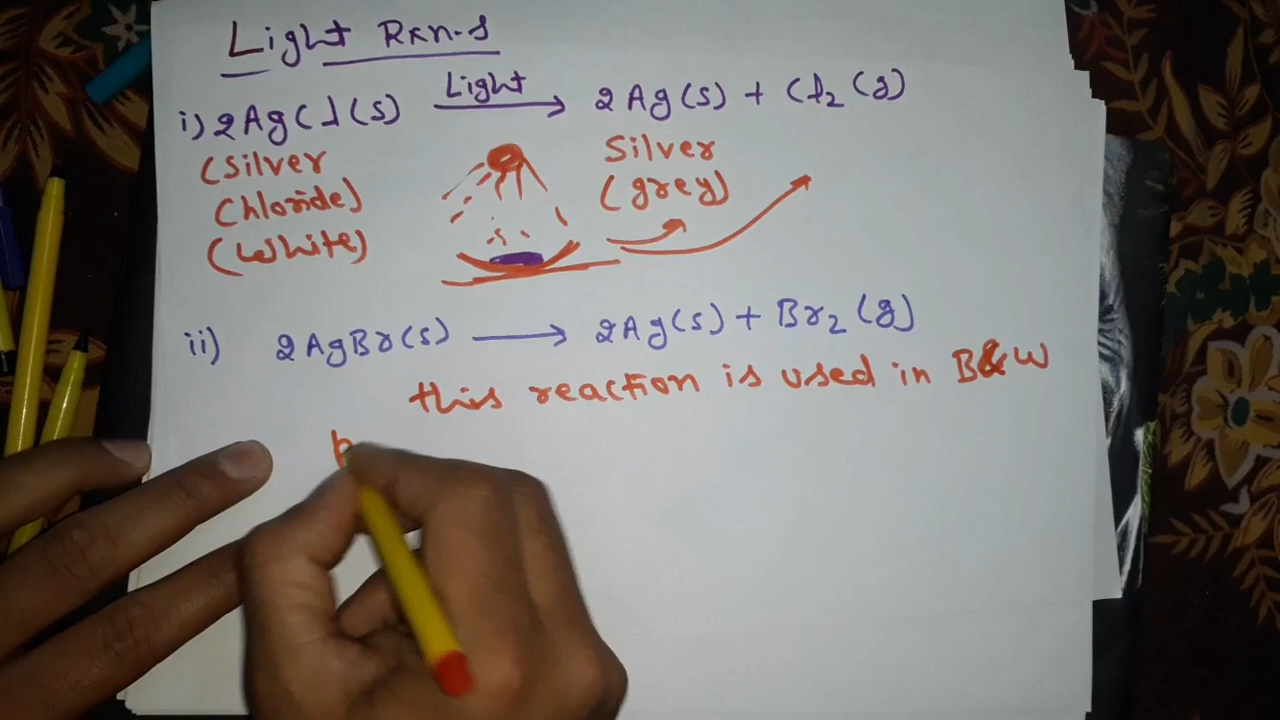 Light Rxn-s
i) 2AgCl(s) Light 2Ag(s) + Cl2(g)
(Silver
Chloride)
(White)
Silver
(grey)
ii) 2AgBr(s) → 2Ag(s) + Br2(g)
this reaction is used in B&W